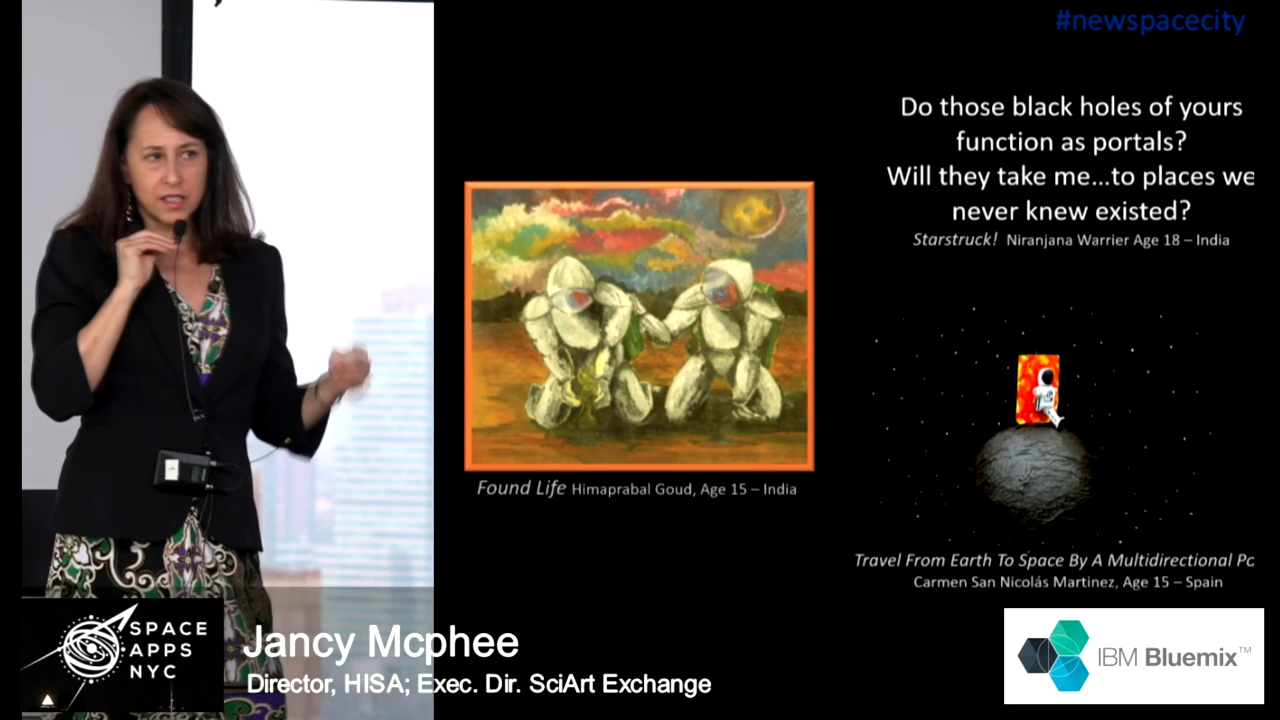 #newspacecity
Do those black holes of yours
function as portals?
Will they take me...to places we
never knew existed?
Starstruck! Niranjana Warrier Age 18 – India
Found Life Himaprabal Goud, Age 15 – India
Travel From Earth To Space By A Multidirectional Po
Carmen San Nicolás Martinez, Age 15 – Spain
SPACE
APPS
NYC
Jancy Mcphee
Director, HISA; Exec. Dir. SciArt Exchange
IBM Bluemix™